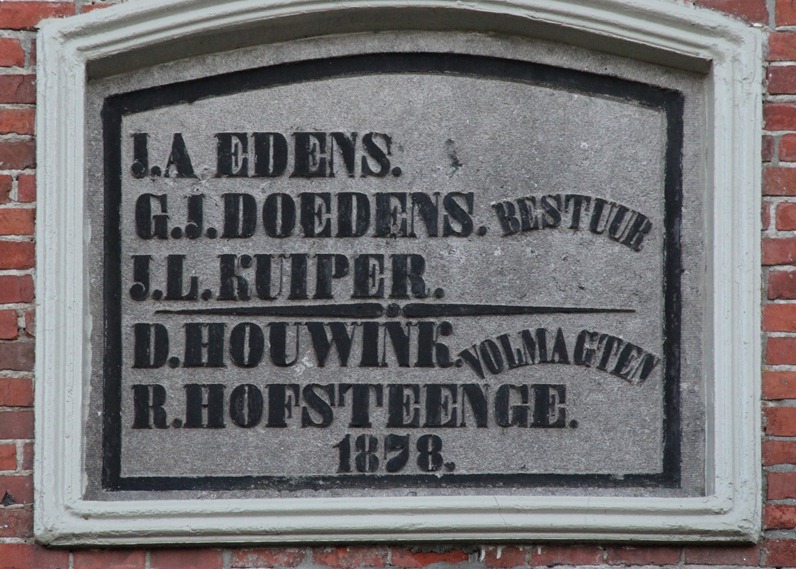 J.A EDENS.
G.J.DOEDENS. BESTUUR
J.L.KUIPER.
D.HOUWINK. VOLMAGTEN
R.HOFSTEENGE.
1878.